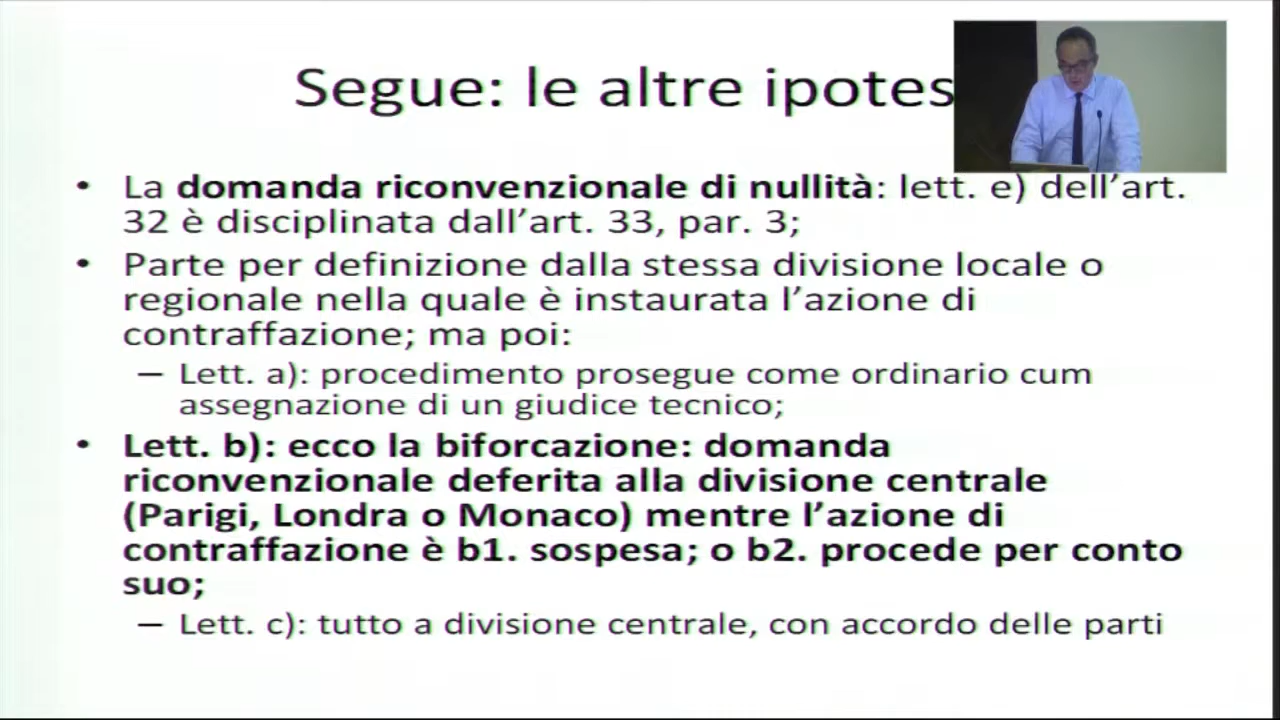 Segue: le altre ipotes
• La domanda riconvenzionale di nullità: lett. e) dell’art.
32 è disciplinata dall’art. 33, par. 3;
• Parte per definizione dalla stessa divisione locale o
regionale nella quale è instaurata l’azione di
contraffazione; ma poi:
– Lett. a): procedimento prosegue come ordinario cum
assegnazione di un giudice tecnico;
• Lett. b): ecco la biforcazione: domanda
riconvenzionale deferita alla divisione centrale
(Parigi, Londra o Monaco) mentre l’azione di
contraffazione è b1. sospesa; o b2. procede per conto
suo;
– Lett. c): tutto a divisione centrale, con accordo delle parti